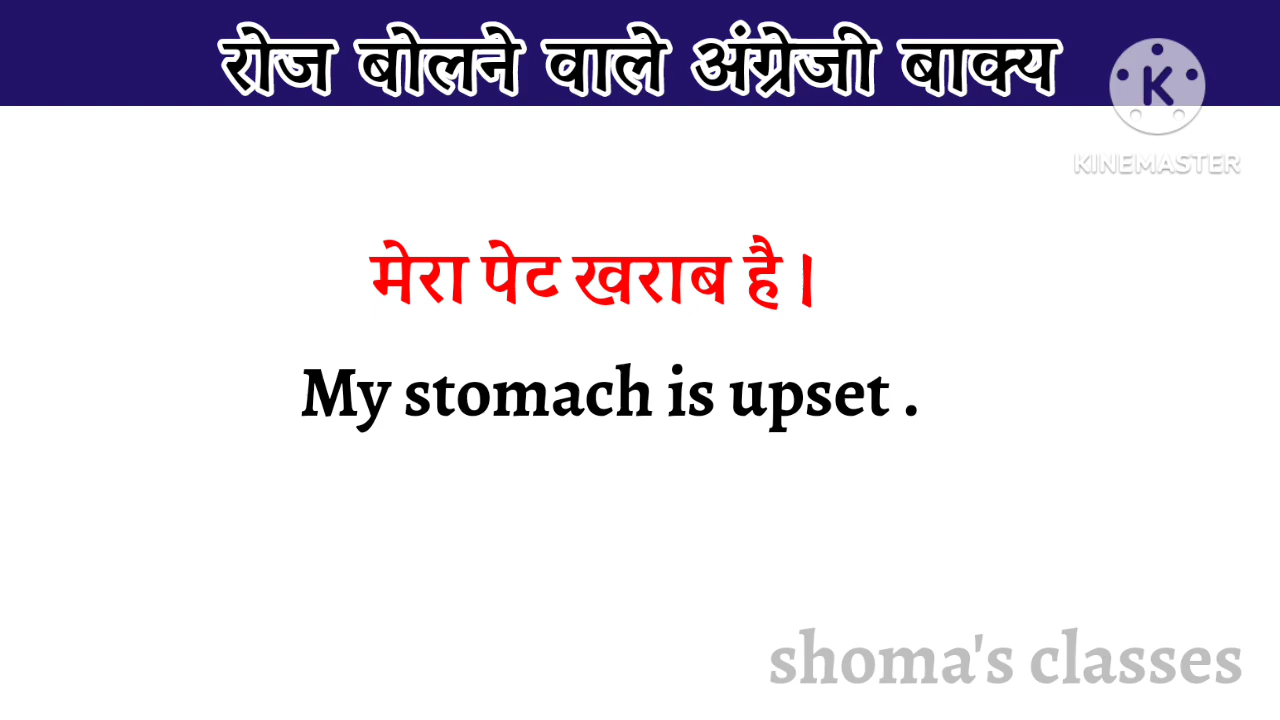 रोज बोलने वाले अंग्रेजी बाक्य
K
KINEMASTER
मेरा पेट खराब है।
My stomach is upset .
shoma's classes